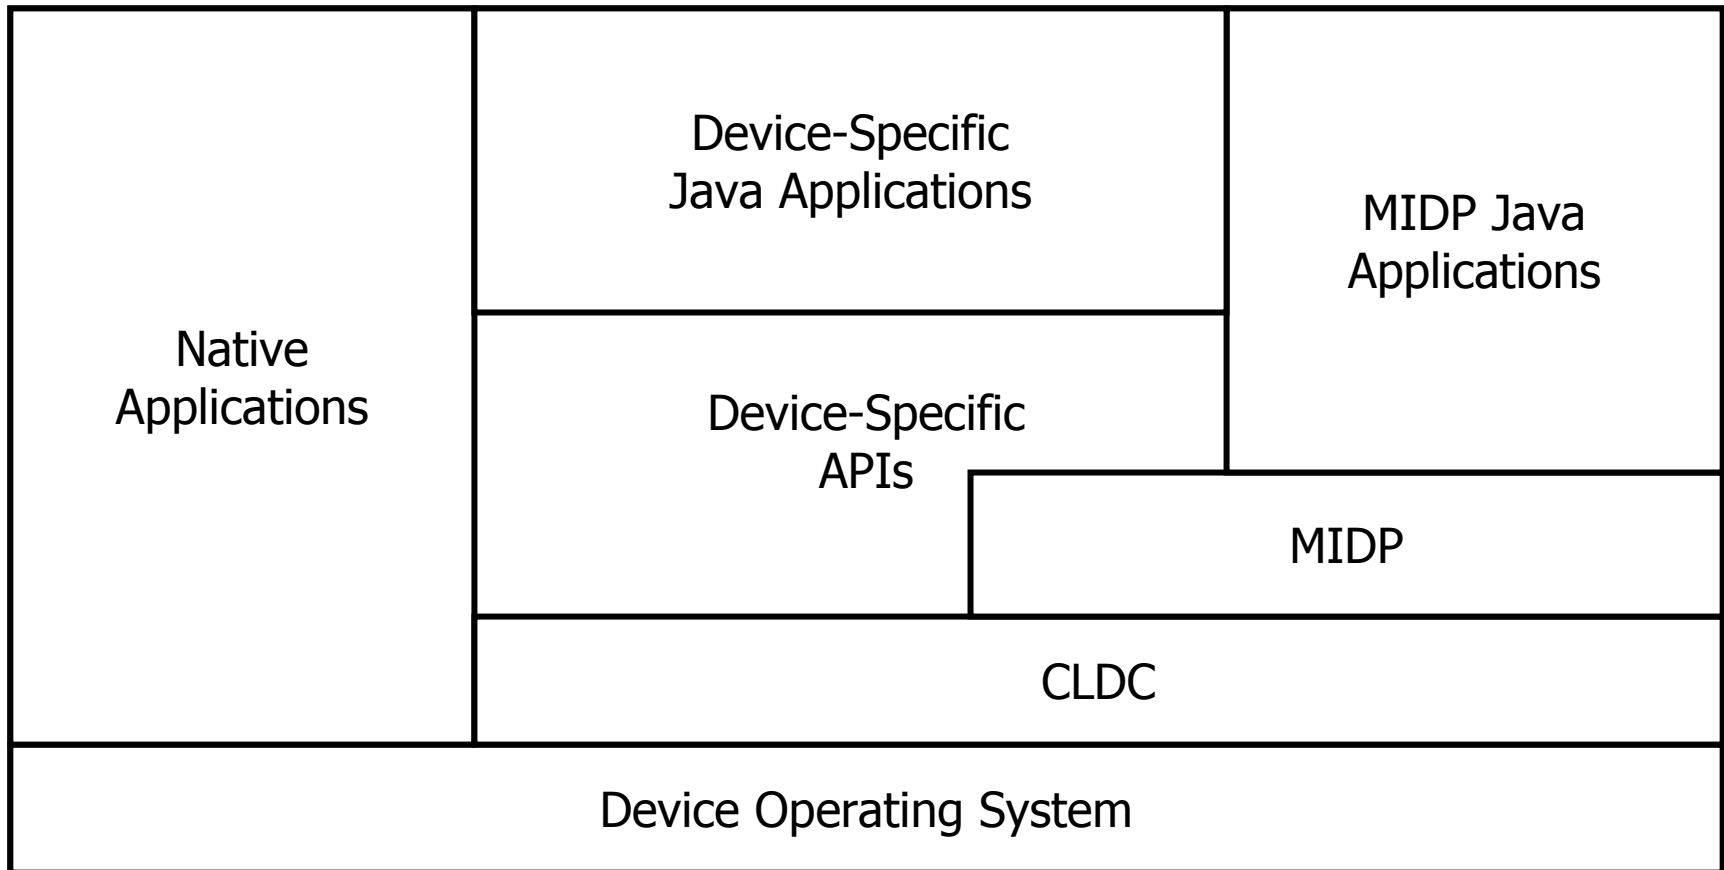 Device-Specific
Java Applications
MIDP Java
Applications
Native
Applications
Device-Specific
APIs
MIDP
CLDC
Device Operating System